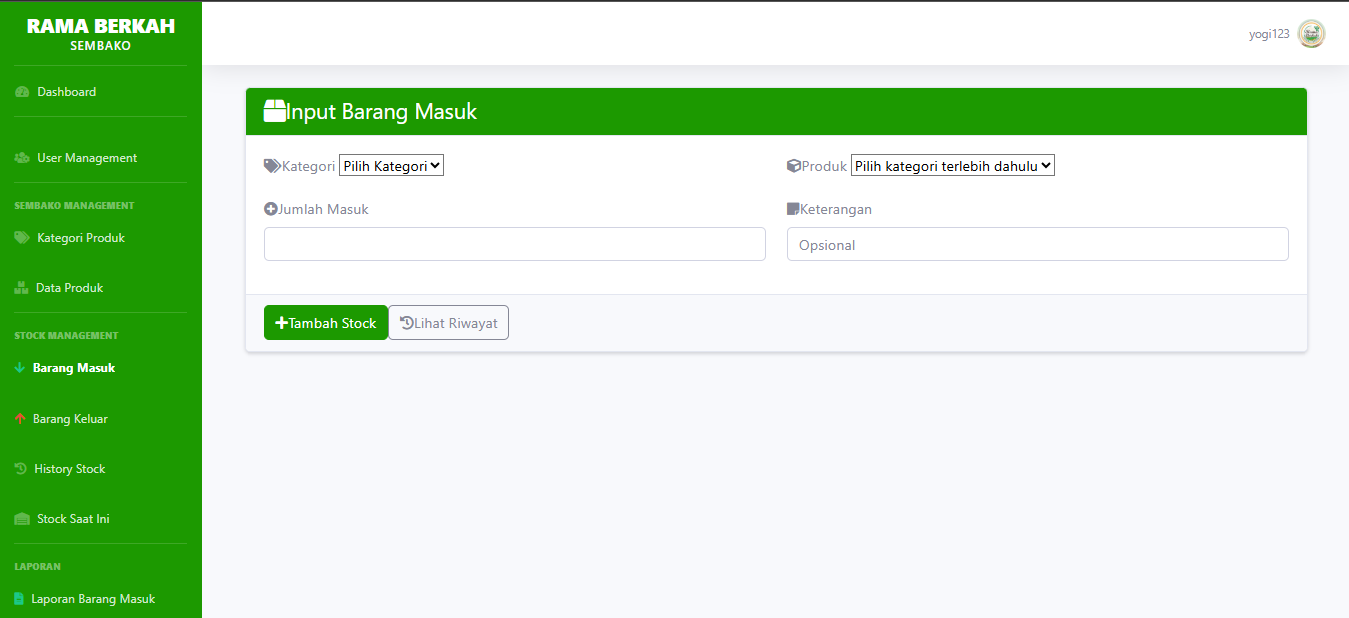 RAMA BERKAH
SEMBAKO
yogi123
Dashboard
User Management
SEMBAKO MANAGEMENT
Kategori Produk
Data Produk
STOCK MANAGEMENT
Barang Masuk
Barang Keluar
History Stock
Stock Saat Ini
LAPORAN
Laporan Barang Masuk
Input Barang Masuk
Kategori Pilih Kategori
Produk Pilih kategori terlebih dahulu
Jumlah Masuk
Keterangan
Opsional
Tambah Stock
Lihat Riwayat